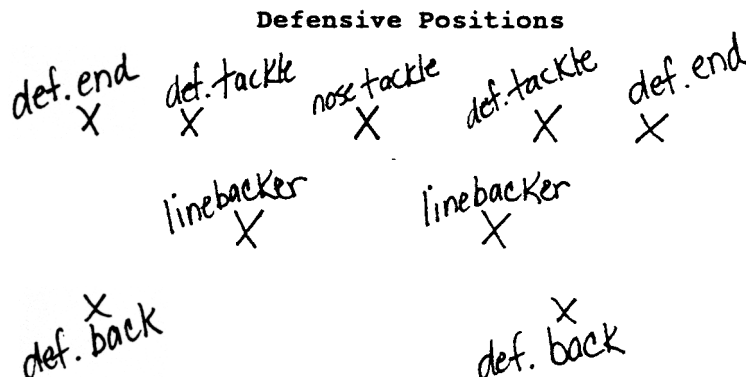 Defensive Positions
def. end def. tackle nose tackle def. tackle def. end
X X X X X
linebacker linebacker
X X
X X
def. back def. back